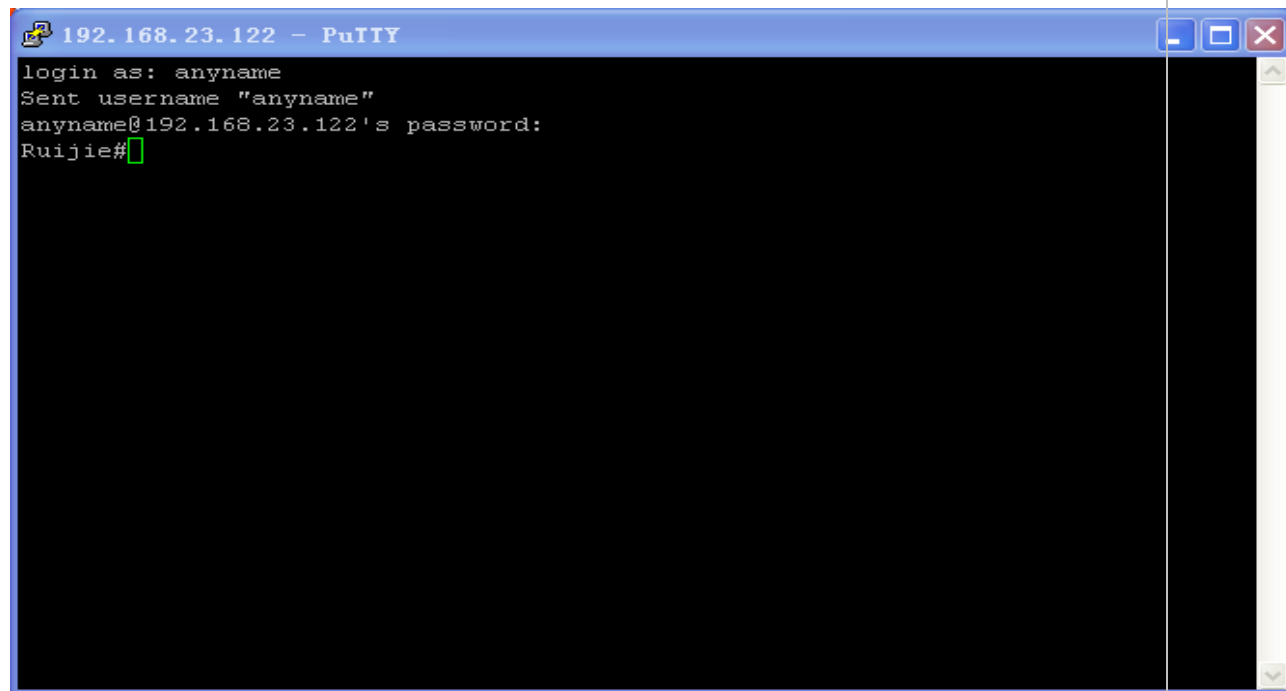 192.168.23.122 - PuTTY
login as: anyname
Sent username "anyname"
anyname@192.168.23.122's password:
Ruijie#